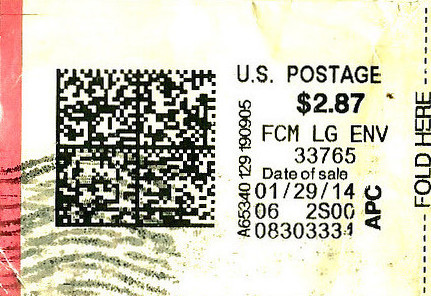 U.S. POSTAGE
$2.87
FCM LG ENV
33765
Date of sale
01/29/14
06 2S00
08303334
APC
A65340 129 190905
FOLD HERE